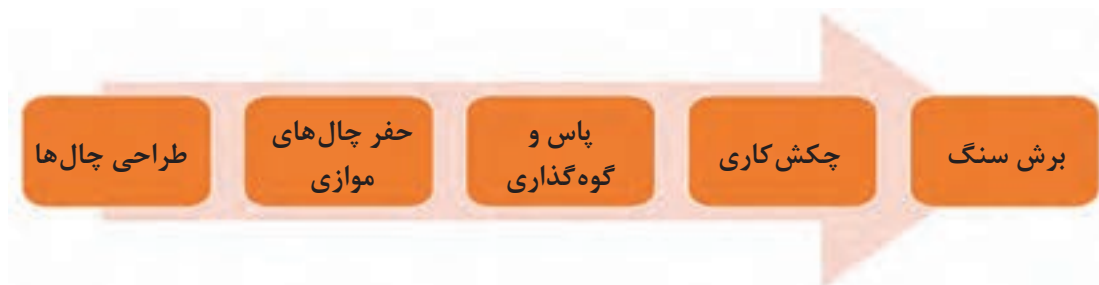 طراحی چال‌ها
حفر چال‌های
موازی
پاس و
گوه‌گذاری
چکش‌کاری
برش سنگ